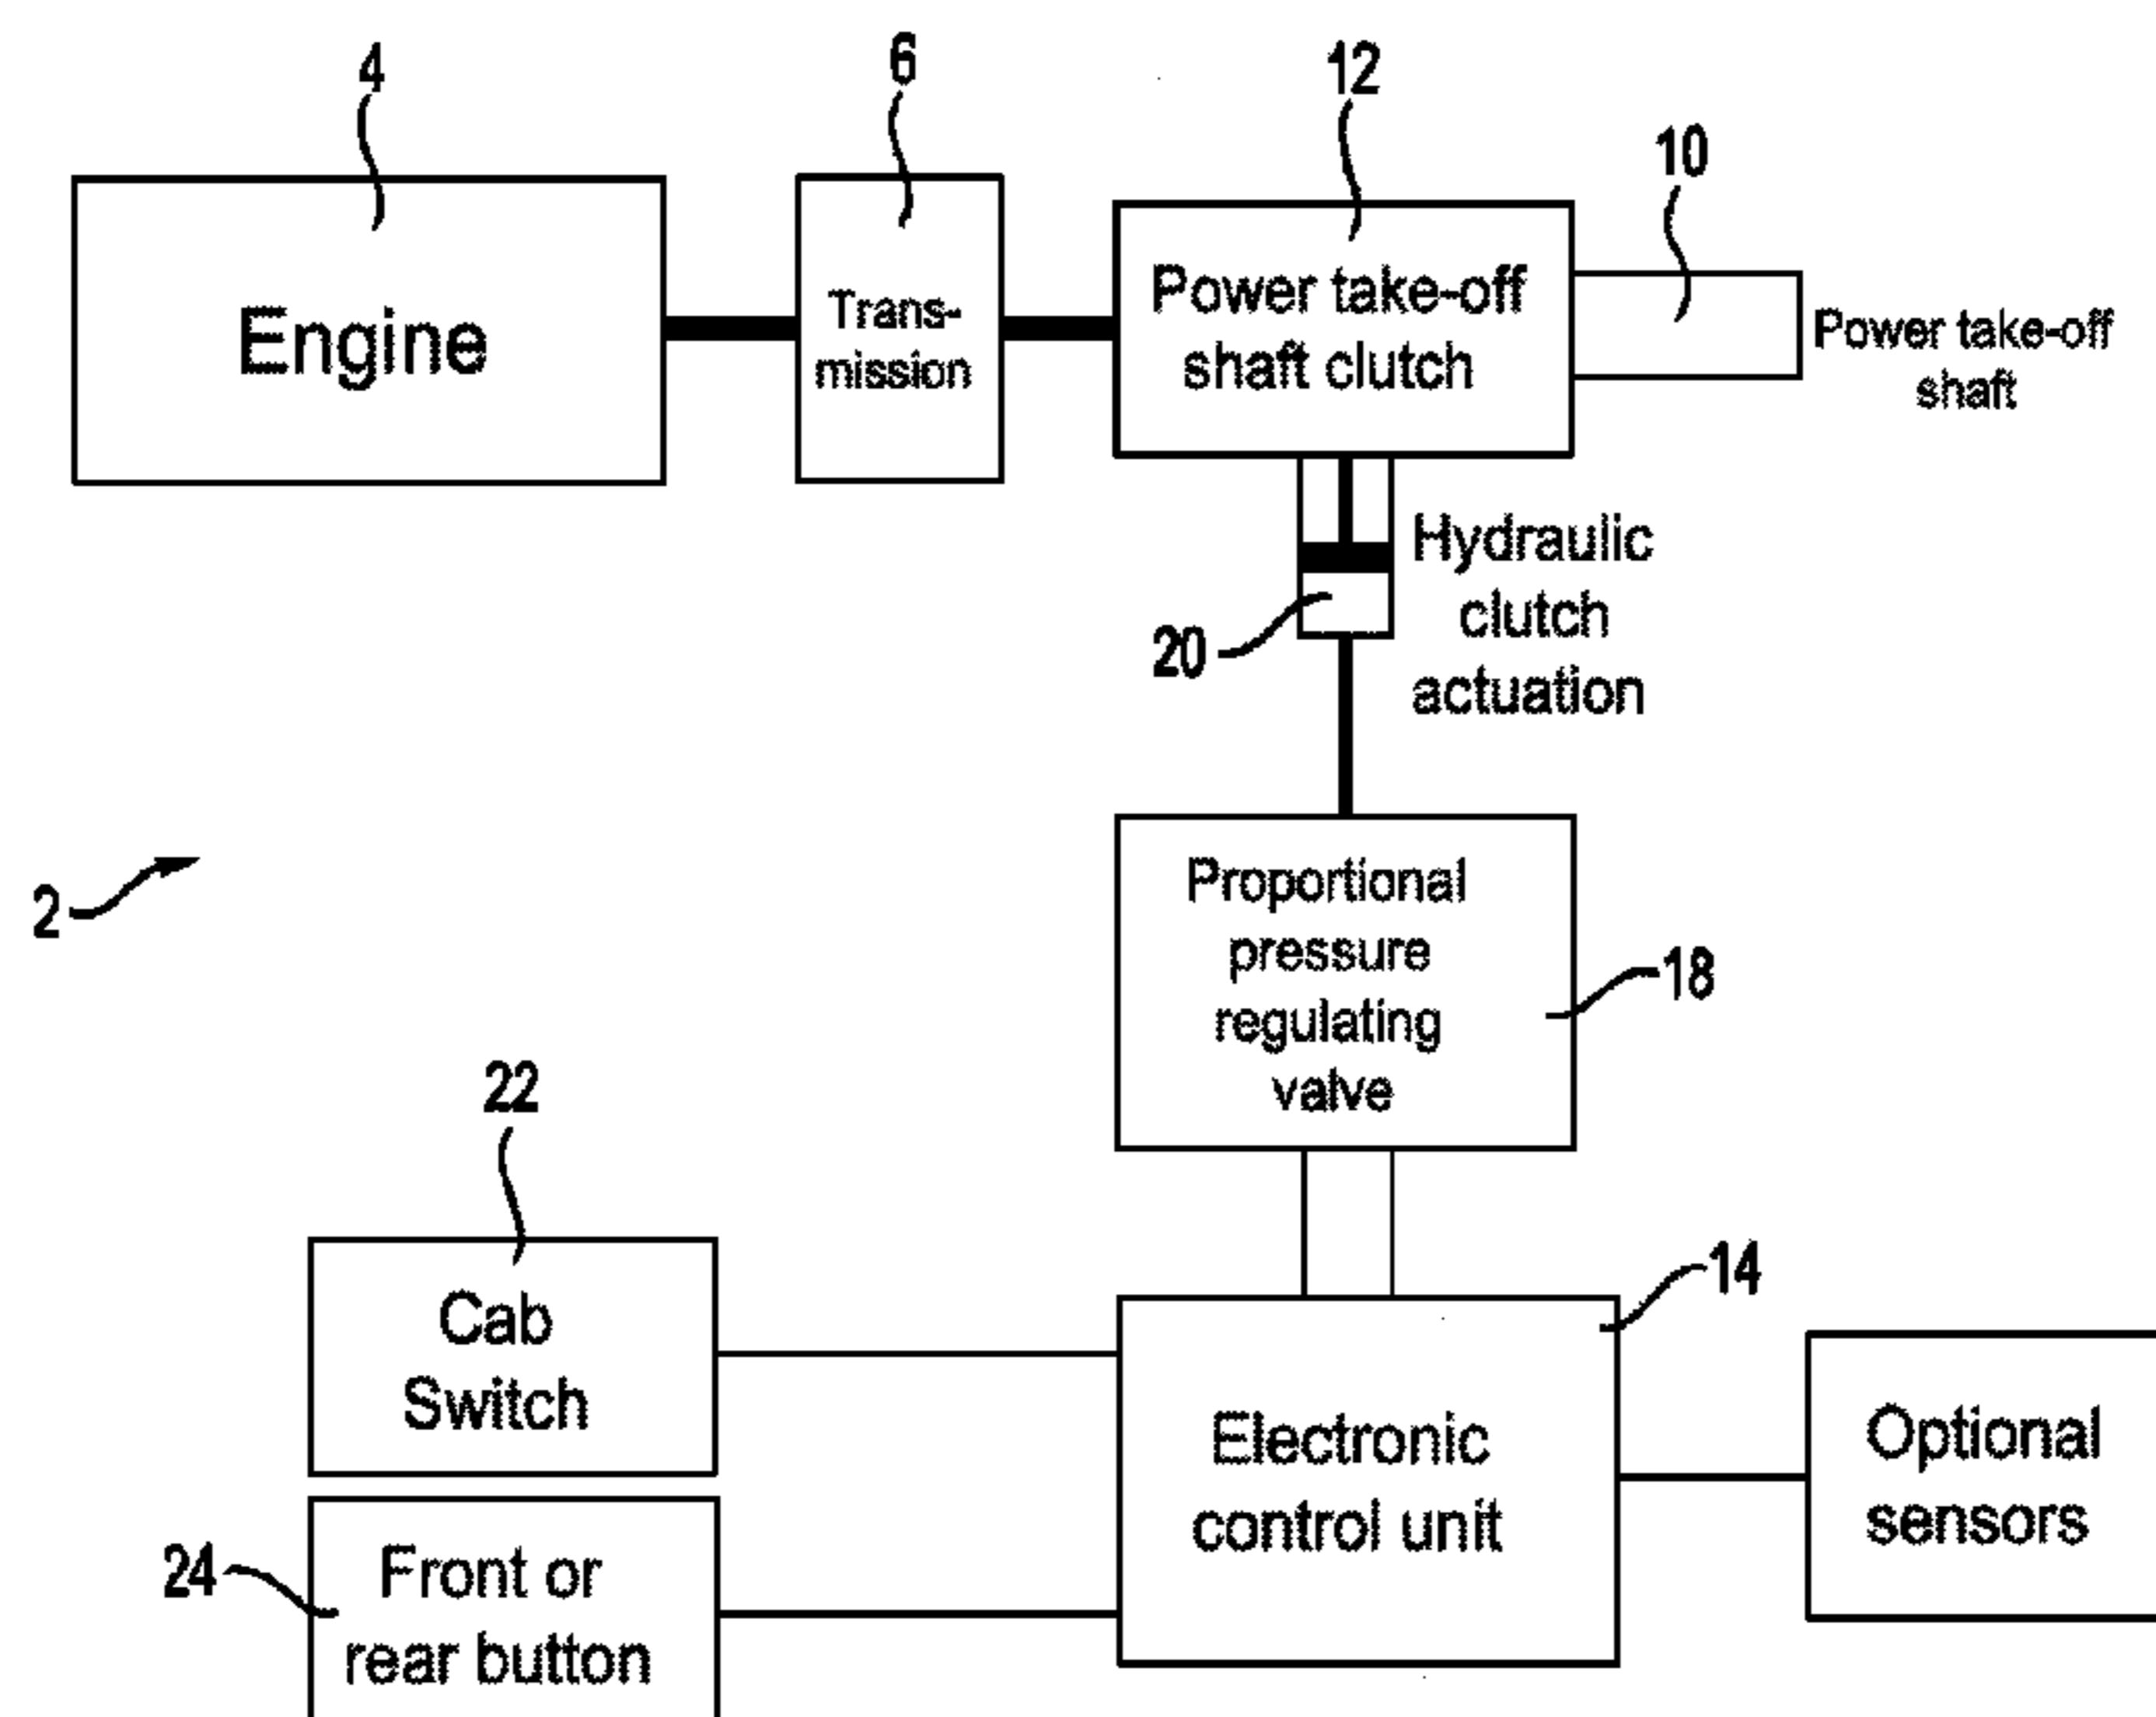 4
6
12
10
Engine
Trans-
mission
Power take-off
shaft clutch
Power take-off
shaft
Hydraulic
clutch
actuation
20
2
Proportional
pressure
regulating
valve
18
22
14
Cab
Switch
Electronic
control unit
Optional
sensors
24
Front or
rear button